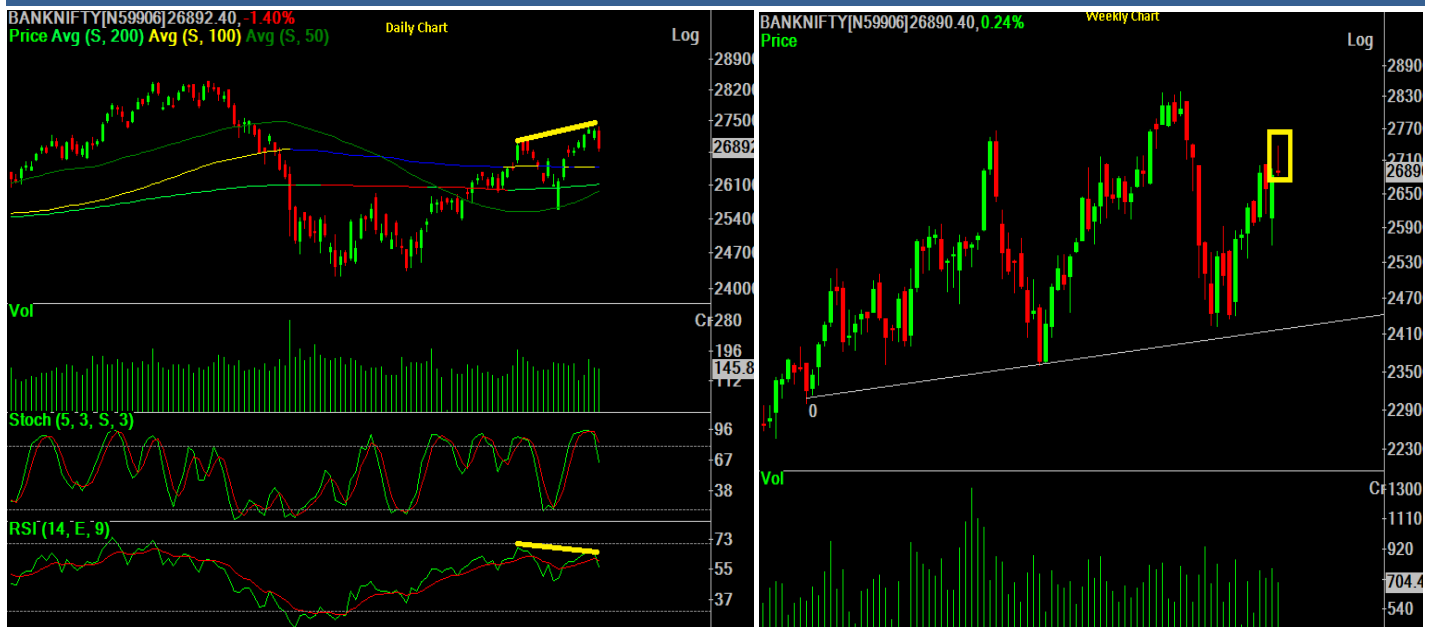 BANKNIFTY[N59906]26892.40,-1.40%
Price Avg (S, 200) Avg (S, 100) Avg (S, 50)
Daily Chart
Log
28900
28200
27500
26892
26100
25400
24700
24000
Vol
Cr
280
196
145.8
112
Stoch (5, 3, S, 3)
96
67
38
RSI (14, E, 9)
73
55
37
BANKNIFTY[N59906]26890.40,0.24%
Weekly Chart
Price
Log
2890
2830
2770
2710
2689
2650
2590
2530
2470
2410
2350
2290
2230
0
Vol
Cr
1300
1110
920
704.4
540